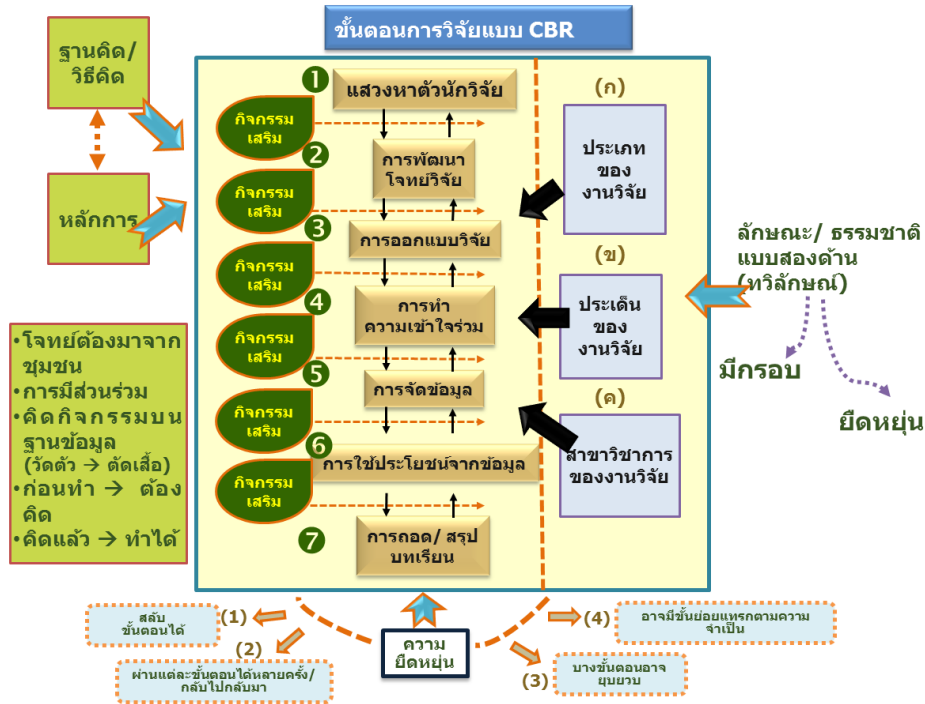 ขั้นตอนการวิจัยแบบ CBR
ฐานคิด/
วิธีคิด
หลักการ
•โจทย์ต้องมาจาก
ชุมชน
•การมีส่วนร่วม
•คิดกิจกรรมบน
ฐานข้อมูล
(วัดตัว → ตัดเสื้อ)
•ก่อนทำ → ต้อง
คิด
•คิดแล้ว → ทำได้
❶
แสวงหาตัวนักวิจัย
กิจกรรม
เสริม
❷
การพัฒนา
โจทย์วิจัย
กิจกรรม
เสริม
❸
การออกแบบวิจัย
กิจกรรม
เสริม
❹
การทำ
ความเข้าใจร่วม
กิจกรรม
เสริม
❺
การจัดข้อมูล
กิจกรรม
เสริม
❻
การใช้ประโยชน์จากข้อมูล
กิจกรรม
เสริม
❼
การถอด/ สรุป
บทเรียน
(ก)
ประเภท
ของ
งานวิจัย
(ข)
ประเด็น
ของ
งานวิจัย
(ค)
สาขาวิชาการ
ของงานวิจัย
ลักษณะ/ ธรรมชาติ
แบบสองด้าน
(ทวิลักษณ์)
มีกรอบ
ยืดหยุ่น
ความ
ยืดหยุ่น
(1)
สลับ
ขั้นตอนได้
(2)
ผ่านแต่ละขั้นตอนได้หลายครั้ง/
กลับไปกลับมา
(3)
บางขั้นตอนอาจ
ยุบยวบ
(4)
อาจมีขั้นย่อยแทรกตามความ
จำเป็น